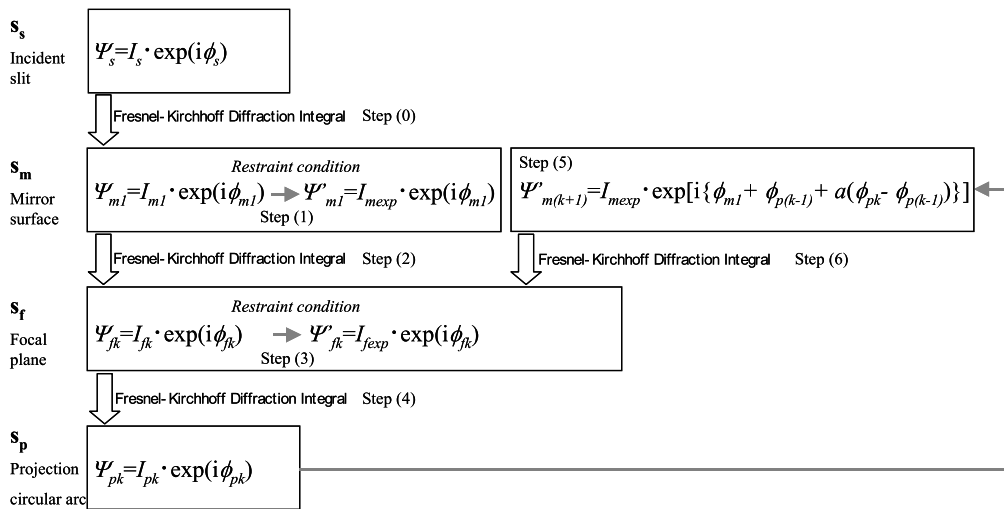 s_s
Incident slit
Ψ_s=I_s·exp(iϕ_s)
Fresnel-Kirchhoff Diffraction Integral Step (0)
s_m
Mirror surface
Restraint condition
Ψ_m1=I_m1·exp(iϕ_m1) → Ψ'_m1=I_mexp·exp(iϕ_m1)
Step (1)
Step (5)
Ψ'_m(k+1)=I_mexp·exp[i{ϕ_m1+ ϕ_p(k-1)+ a(ϕ_pk- ϕ_p(k-1))}]
Fresnel-Kirchhoff Diffraction Integral Step (2)
Fresnel-Kirchhoff Diffraction Integral Step (6)
s_f
Focal plane
Restraint condition
Ψ_fk=I_fk·exp(iϕ_fk) → Ψ'_fk=I_fexp·exp(iϕ_fk)
Step (3)
Fresnel-Kirchhoff Diffraction Integral Step (4)
s_p
Projection circular arc
Ψ_pk=I_pk·exp(iϕ_pk)